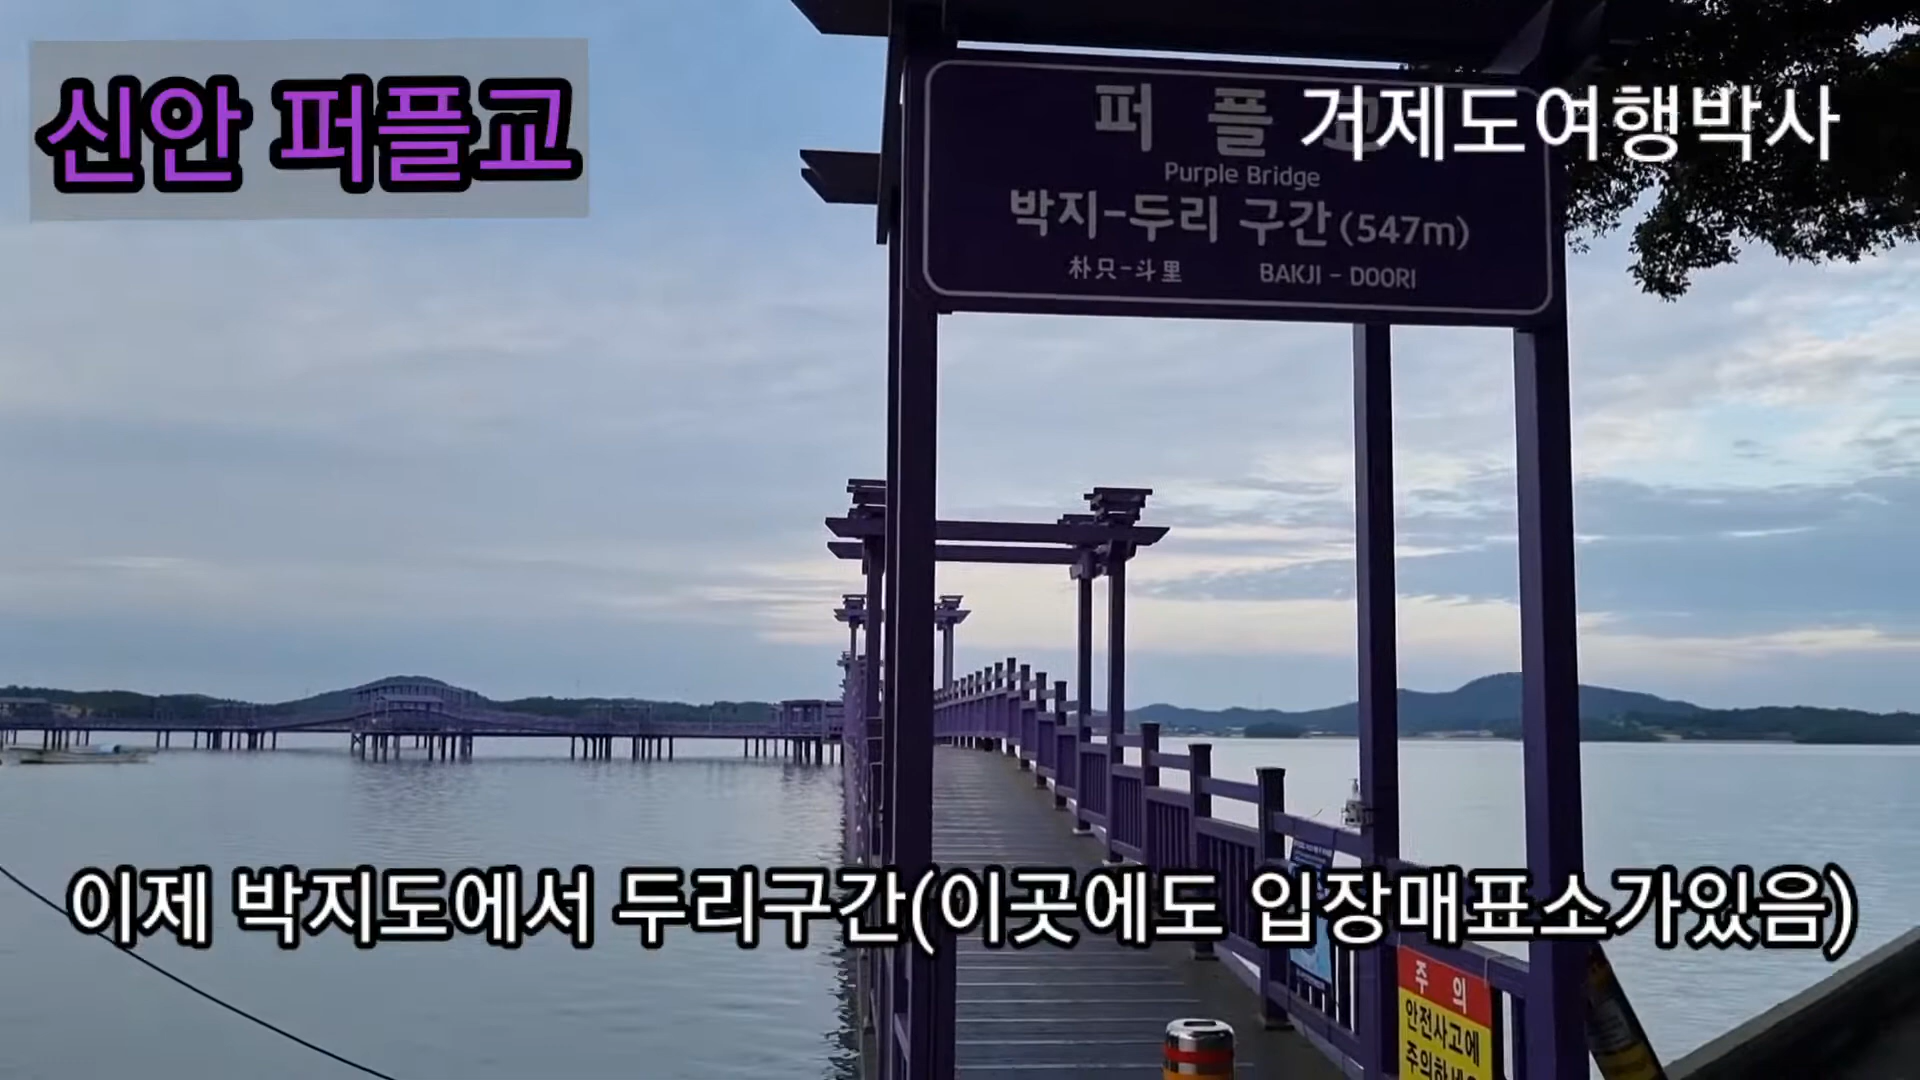 신안 퍼플교
거제도여행박사
퍼 플 교
Purple Bridge
박지-두리 구간(547m)
朴只-斗里 BAKJI - DOORI
이제 박지도에서 두리구간(이곳에도 입장매표소가있음)
주 의
안전사고에